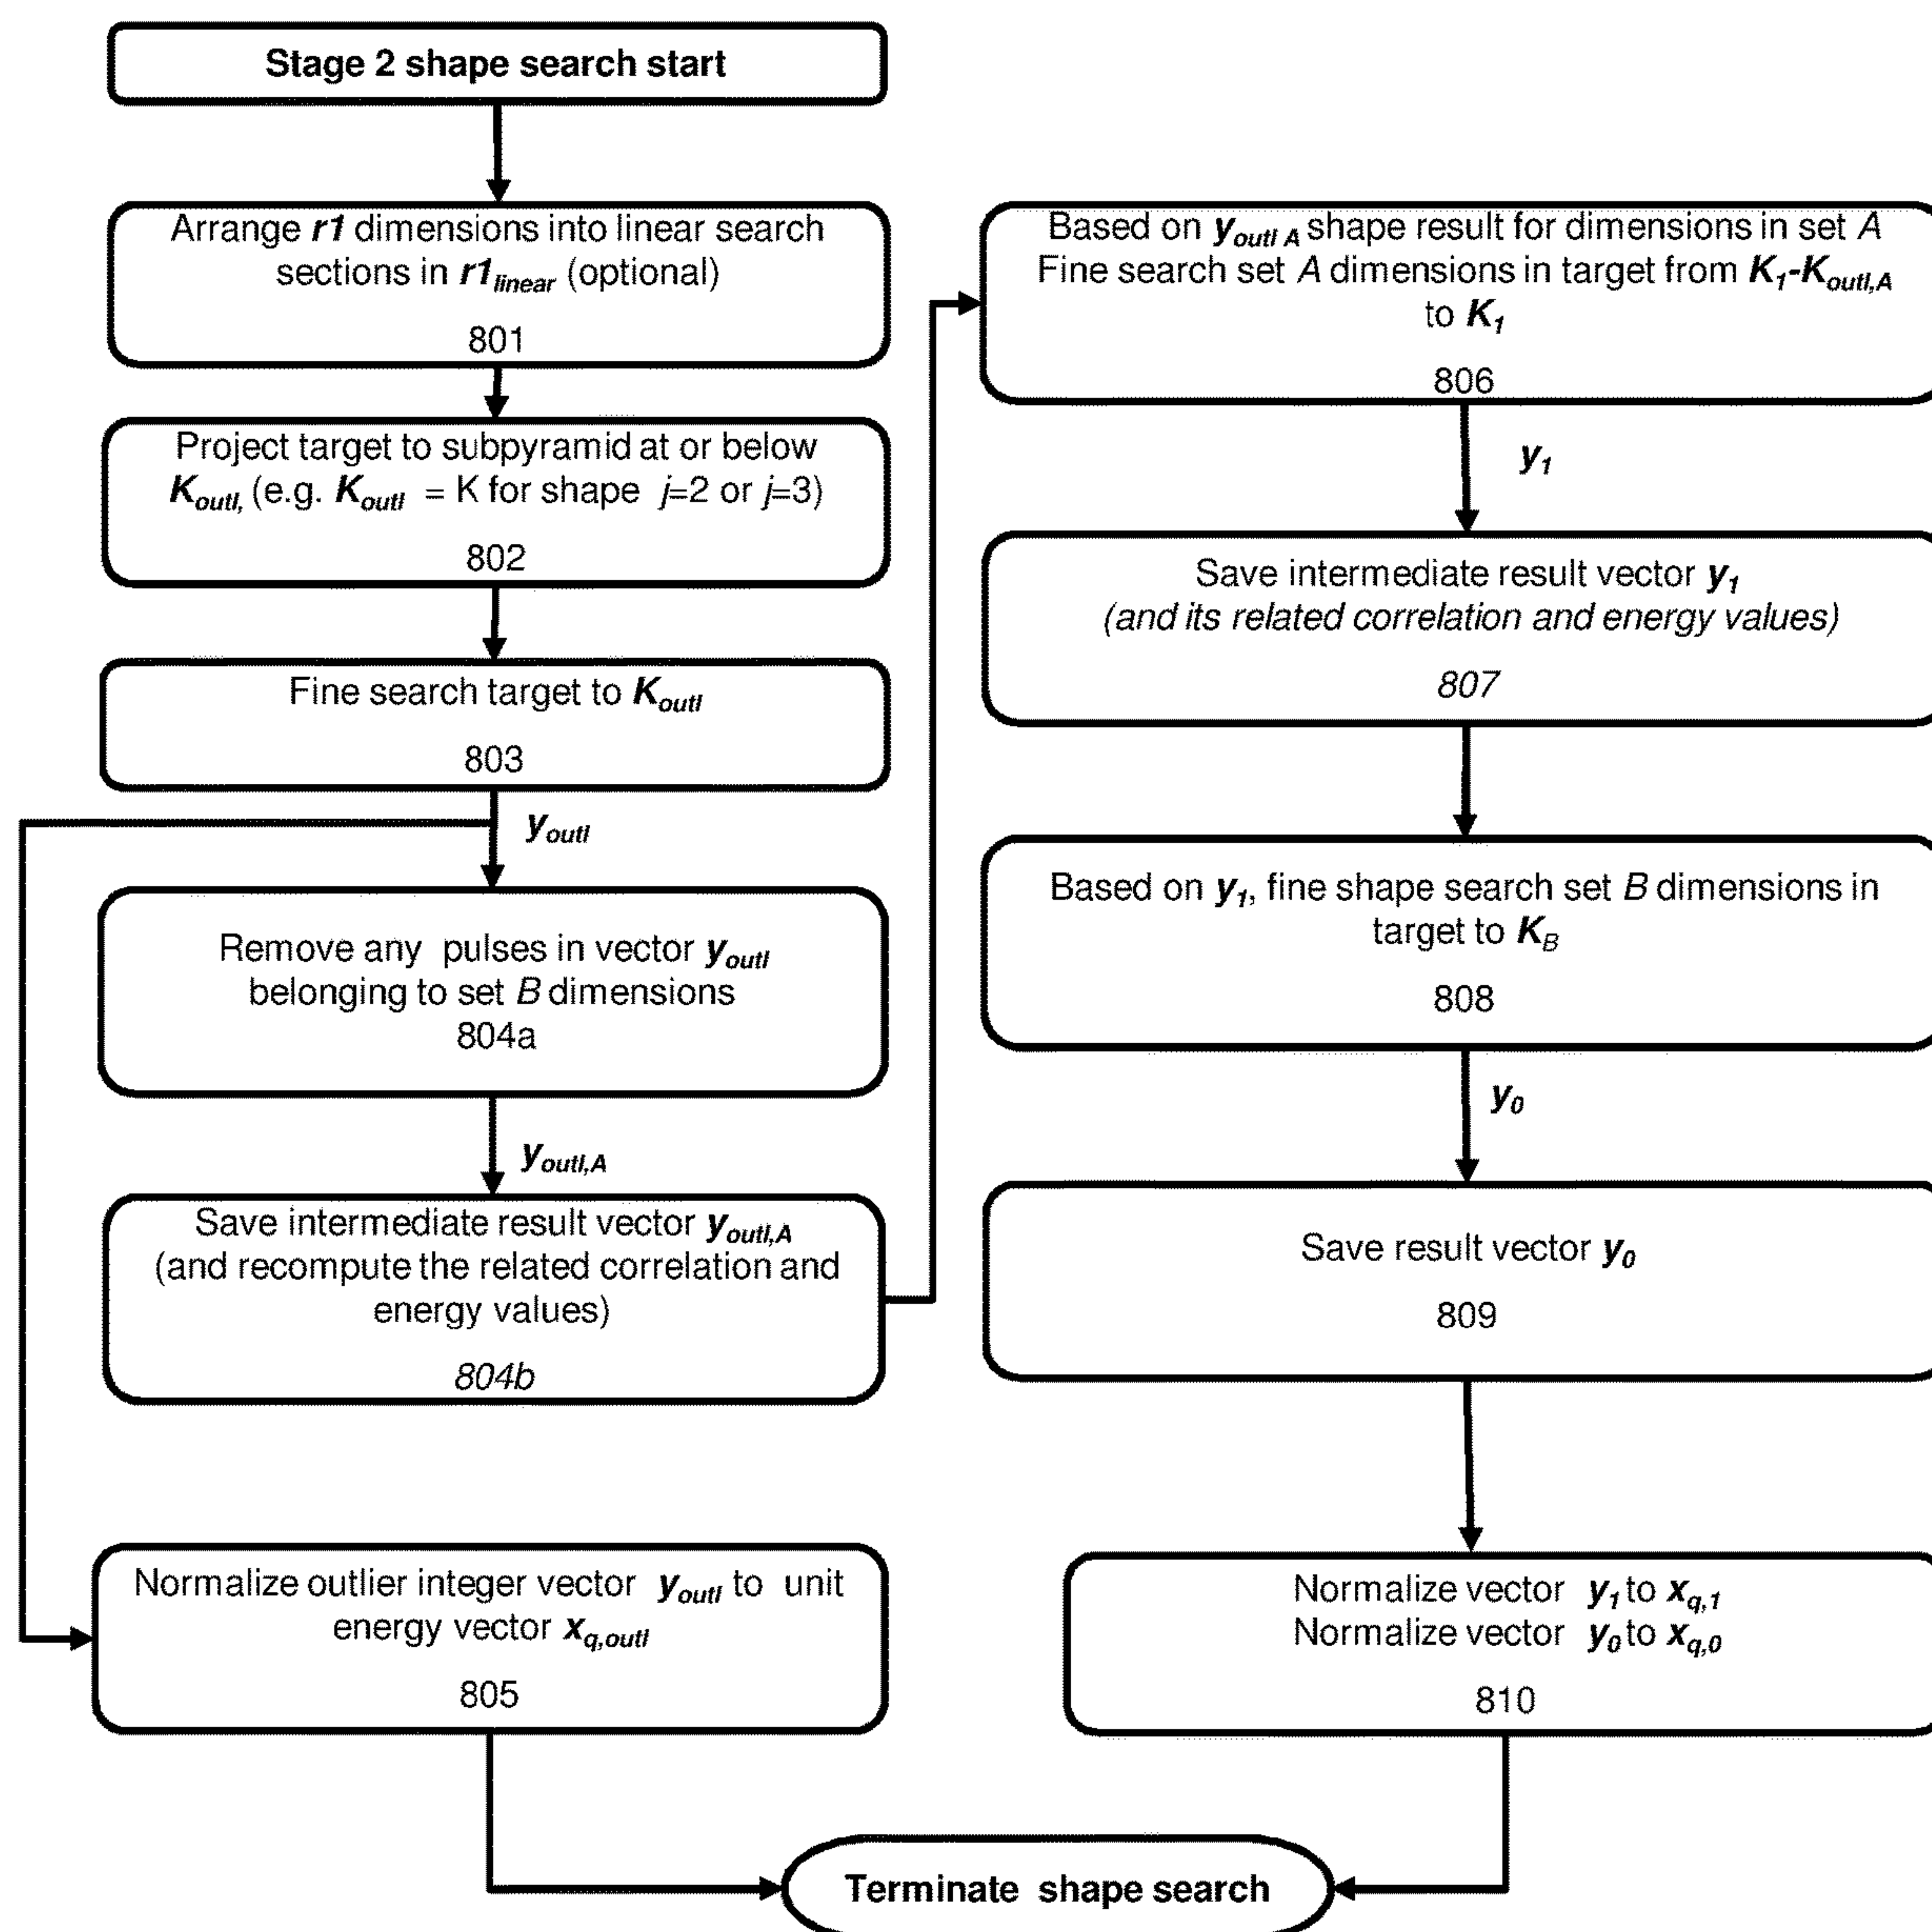 Stage 2 shape search start
Arrange r1 dimensions into linear search
sections in r1linear (optional)
801
Project target to subpyramid at or below
Koutl, (e.g. Koutl = K for shape j=2 or j=3)
802
Fine search target to Koutl
803
youtl
Remove any pulses in vector youtl
belonging to set B dimensions
804a
youtl,A
Save intermediate result vector youtl,A
(and recompute the related correlation and
energy values)
804b
Normalize outlier integer vector youtl to unit
energy vector xq,outl
805
Based on youtl A shape result for dimensions in set A
Fine search set A dimensions in target from K1-Koutl,A
to K1
806
y1
Save intermediate result vector y1
(and its related correlation and energy values)
807
Based on y1, fine shape search set B dimensions in
target to KB
808
y0
Save result vector y0
809
Normalize vector y1 to xq,1
Normalize vector y0 to xq,0
810
Terminate shape search